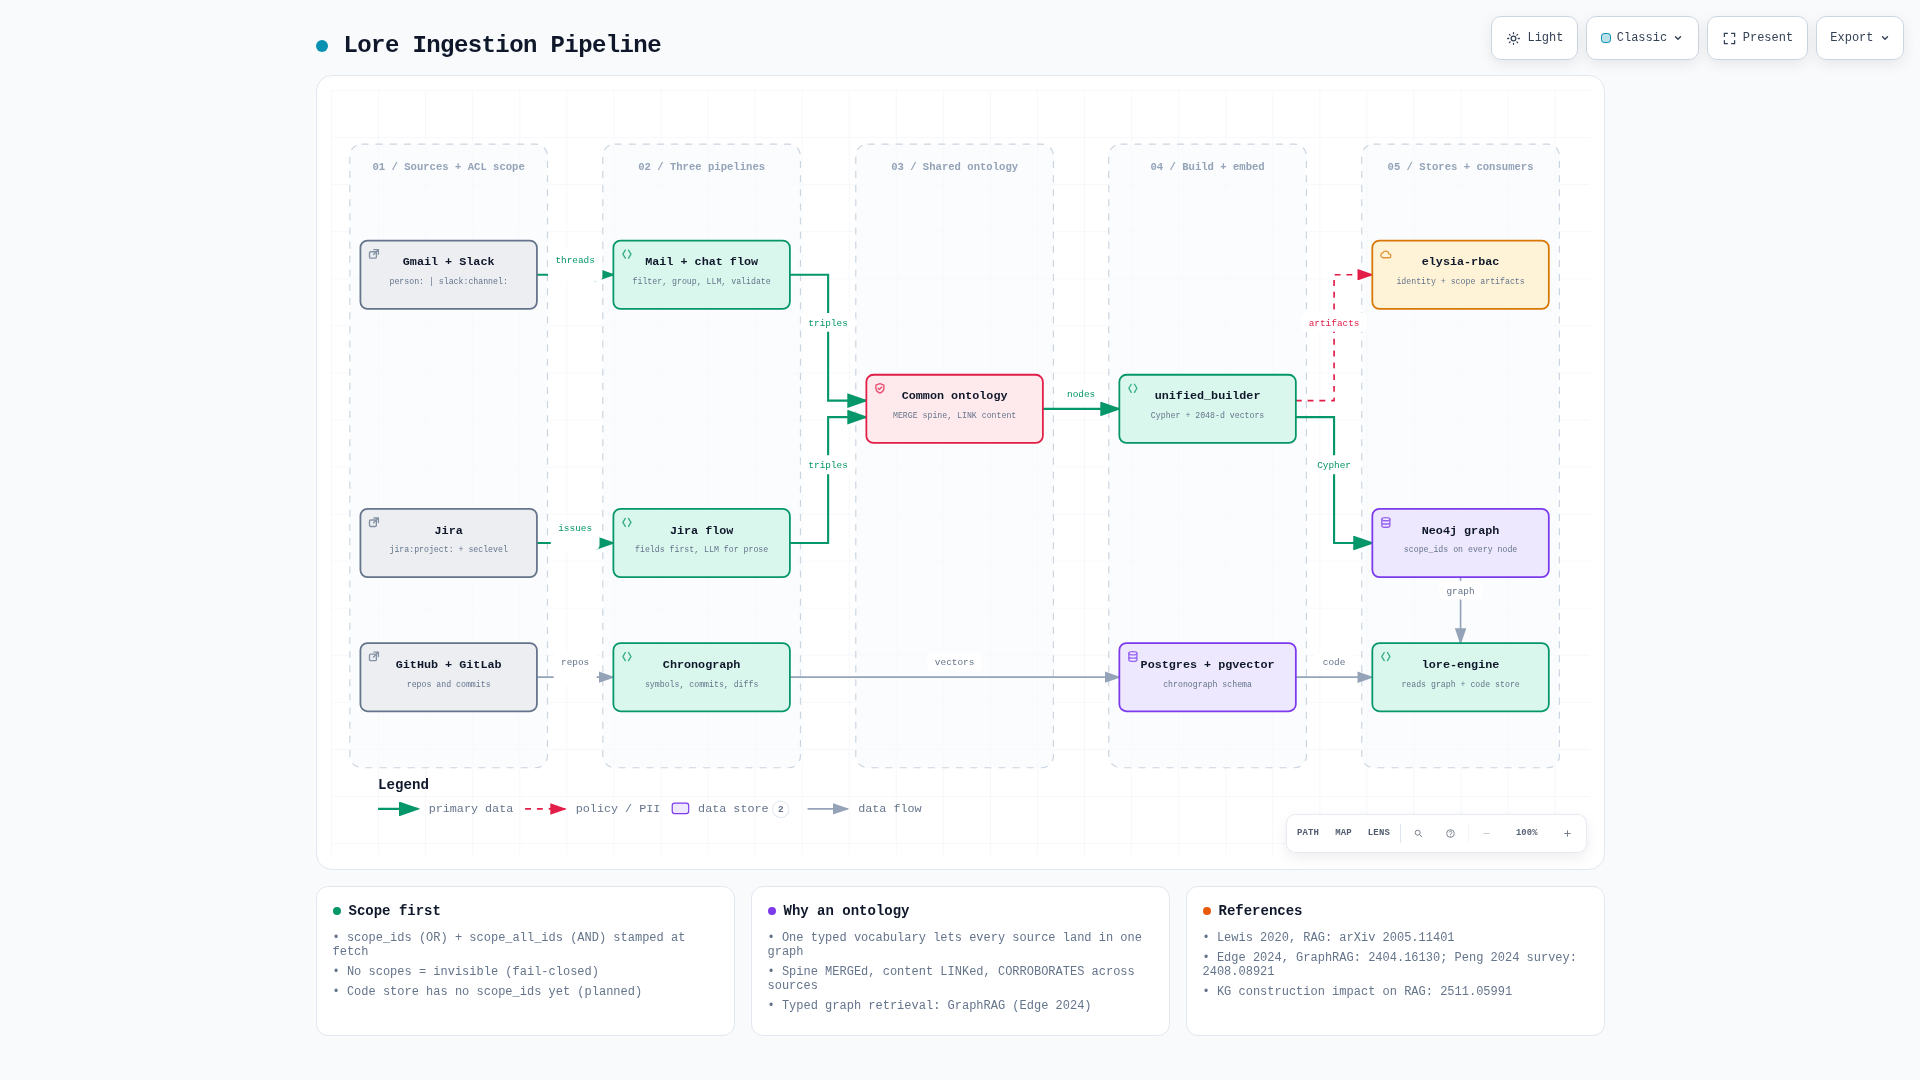 Lore Ingestion Pipeline
Light
Classic
Present
Export
01 / Sources + ACL scope
02 / Three pipelines
03 / Shared ontology
04 / Build + embed
05 / Stores + consumers
Gmail + Slack
person: | slack:channel:
threads
Mail + chat flow
filter, group, LLM, validate
elysia-rbac
identity + scope artifacts
triples
artifacts
Common ontology
MERGE spine, LINK content
nodes
unified_builder
Cypher + 2048-d vectors
triples
Cypher
Jira
jira:project: + seclevel
issues
Jira flow
fields first, LLM for prose
Neo4j graph
scope_ids on every node
graph
GitHub + GitLab
repos and commits
repos
Chronograph
symbols, commits, diffs
vectors
Postgres + pgvector
chronograph schema
code
lore-engine
reads graph + code store
Legend
primary data
policy / PII
data store 2
data flow
PATH MAP LENS
100%
Scope first
• scope_ids (OR) + scope_all_ids (AND) stamped at
fetch
• No scopes = invisible (fail-closed)
• Code store has no scope_ids yet (planned)
Why an ontology
• One typed vocabulary lets every source land in one
graph
• Spine MERGEd, content LINKed, CORROBORATES across
sources
• Typed graph retrieval: GraphRAG (Edge 2024)
References
• Lewis 2020, RAG: arXiv 2005.11401
• Edge 2024, GraphRAG: 2404.16130; Peng 2024 survey:
2408.08921
• KG construction impact on RAG: 2511.05991